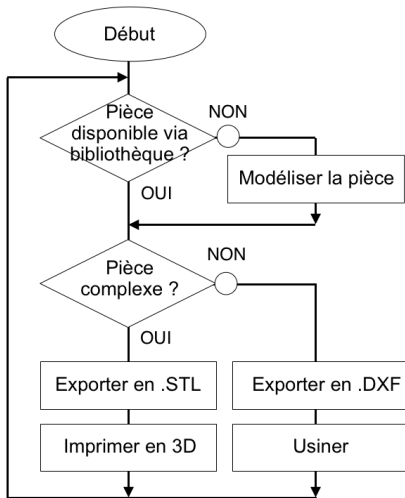 Début
Pièce
disponible via
bibliothèque ?
NON
OUI
Modéliser la pièce
Pièce
complexe ?
NON
OUI
Exporter en .STL
Exporter en .DXF
Imprimer en 3D
Usiner